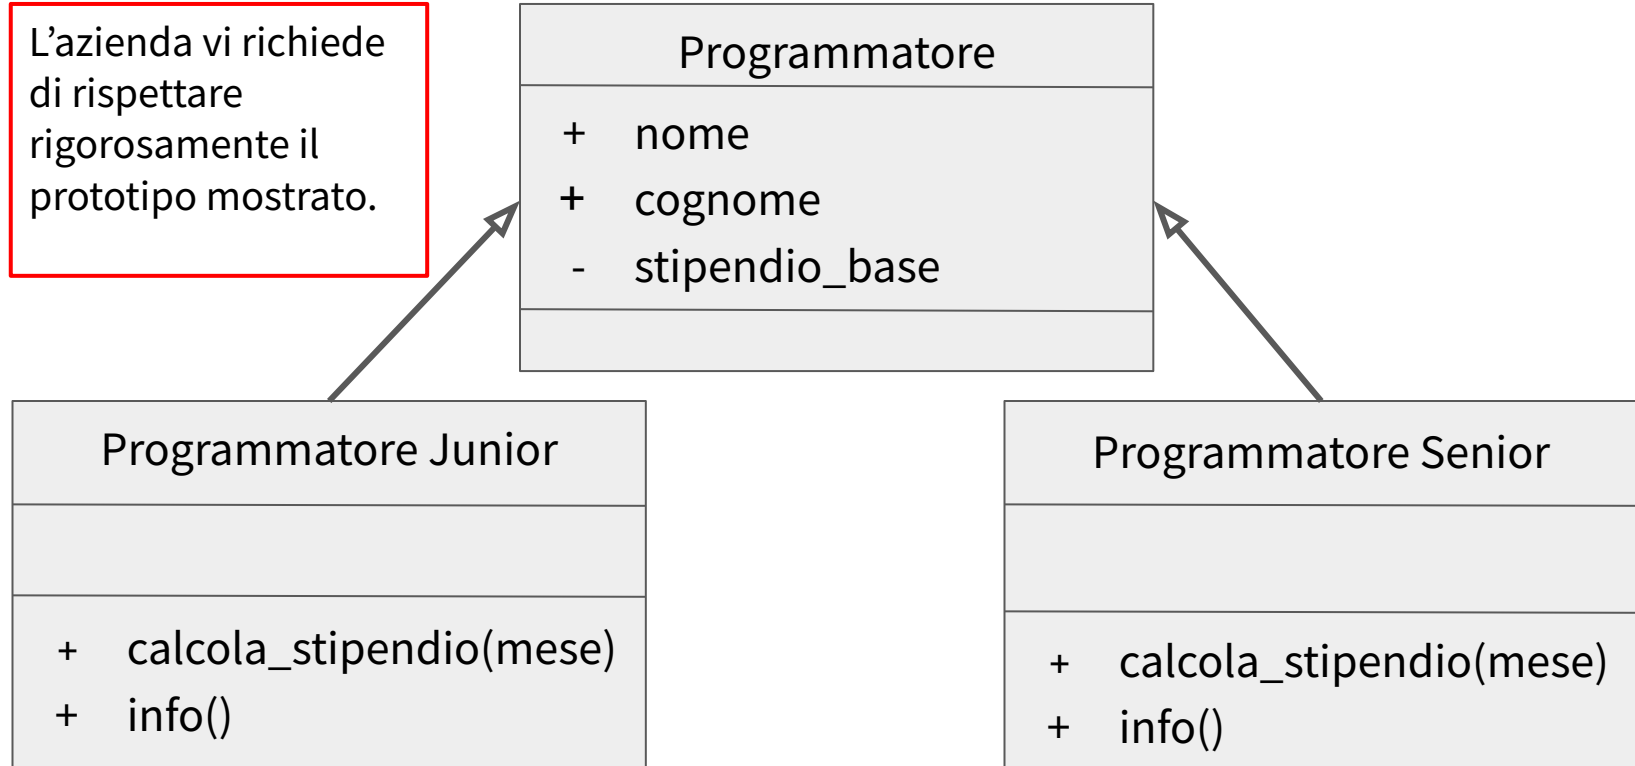 L’azienda vi richiede
di rispettare
rigorosamente il
prototipo mostrato.
Programmatore
+ nome
+ cognome
- stipendio_base
Programmatore Junior
+ calcola_stipendio(mese)
+ info()
Programmatore Senior
+ calcola_stipendio(mese)
+ info()